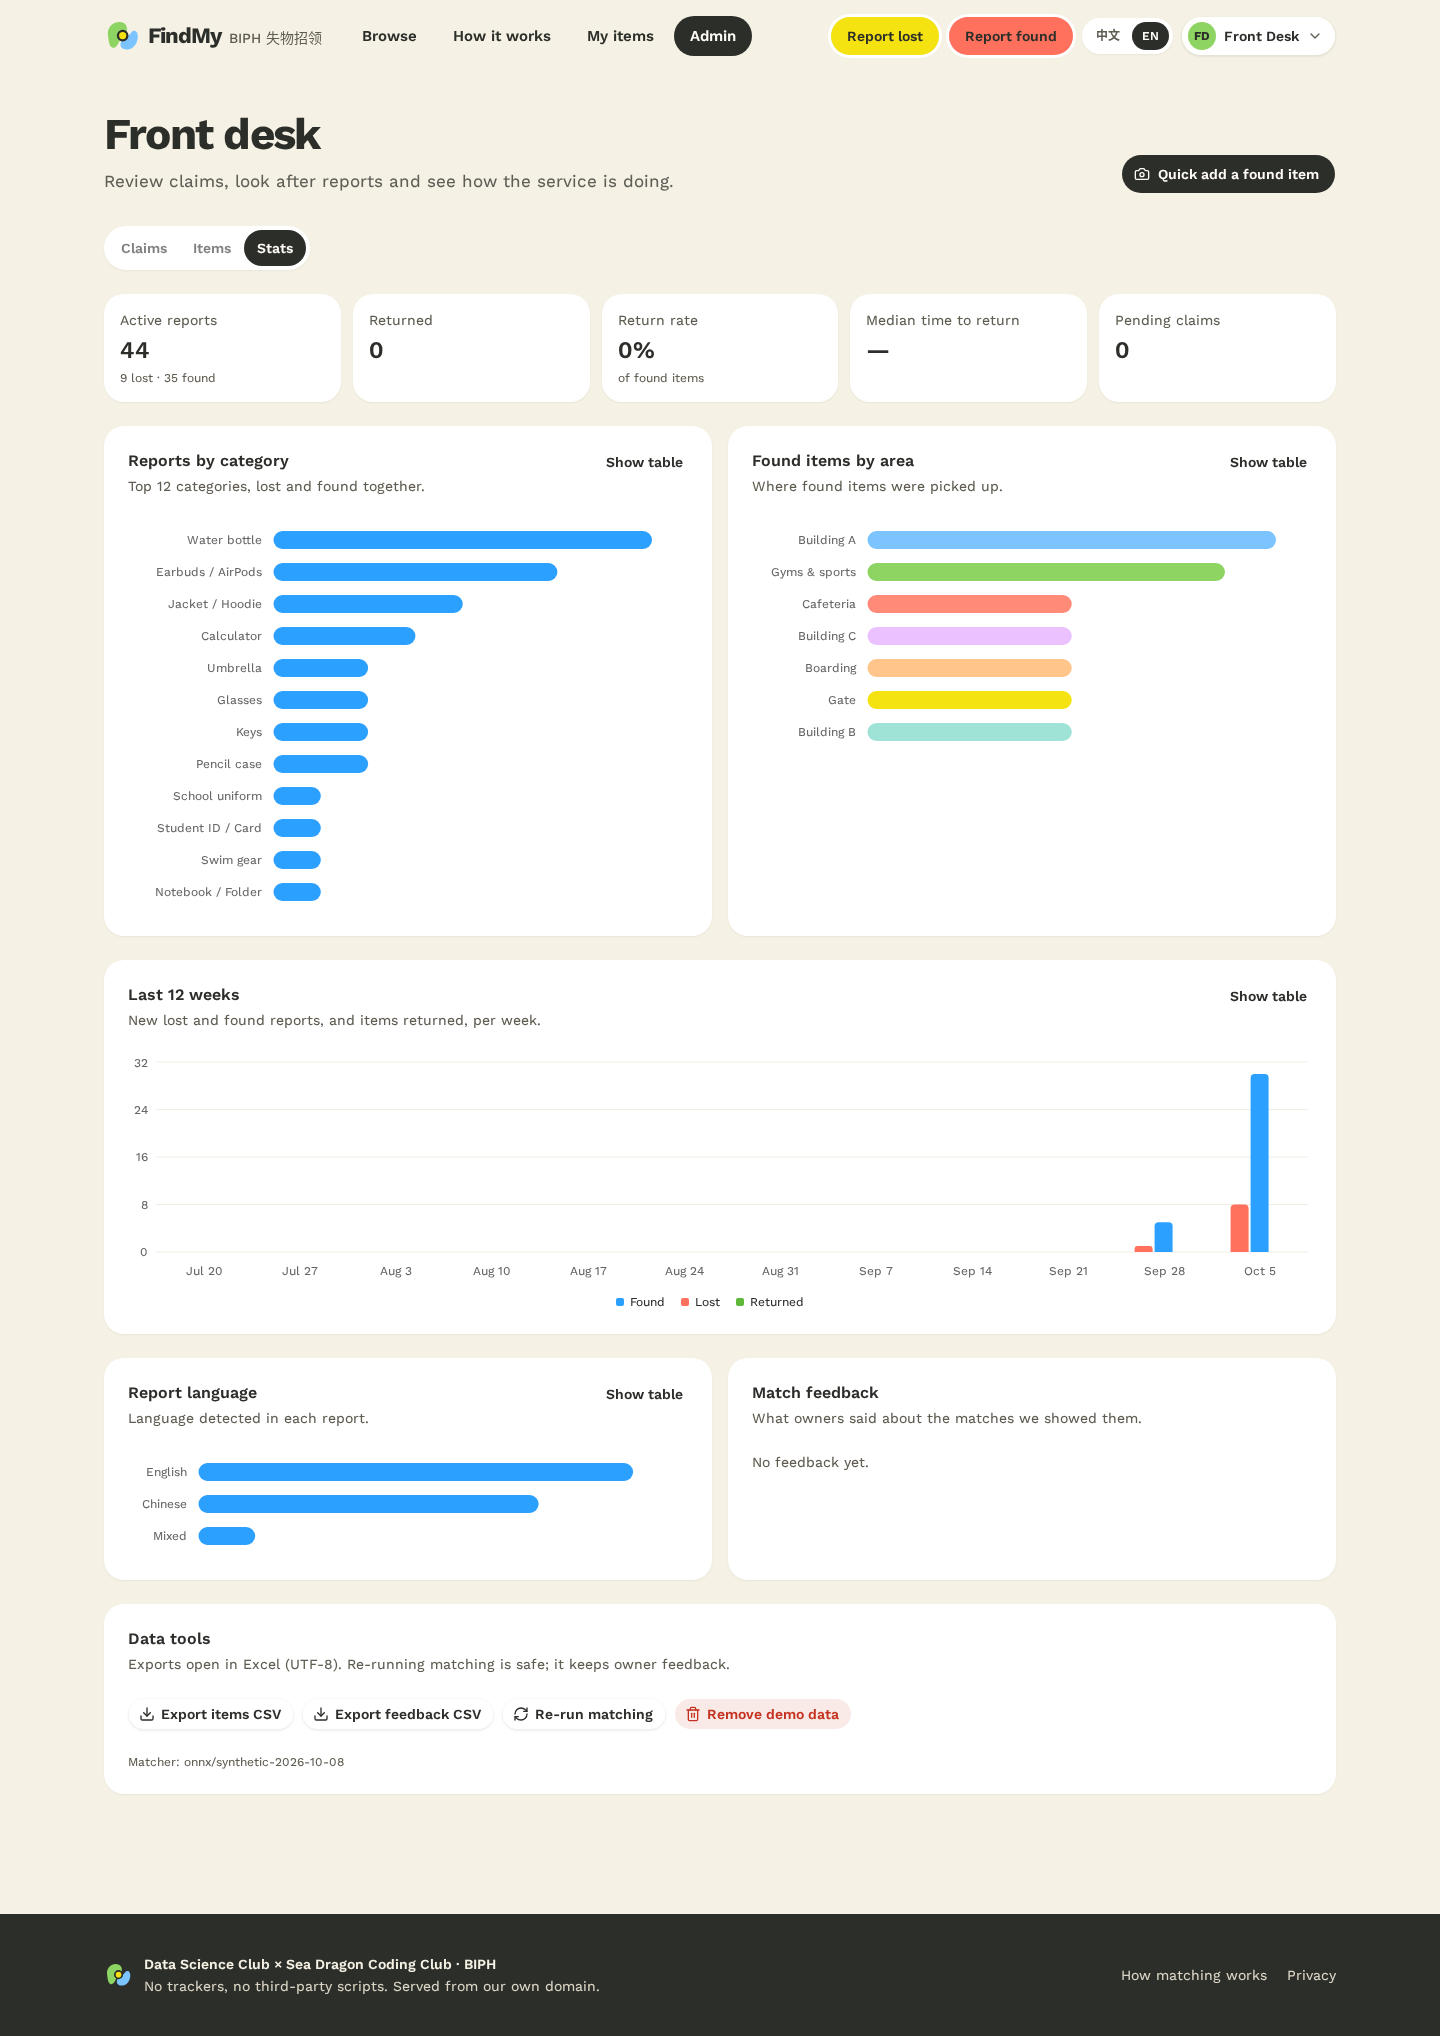 FindMy BIPH 失物招领
Browse
How it works
My items
Admin
Report lost
Report found
中文
EN
FD
Front Desk
Front desk
Review claims, look after reports and see how the service is doing.
Quick add a found item
Claims
Items
Stats
Active reports
44
9 lost · 35 found
Returned
0
Return rate
0%
of found items
Median time to return
—
Pending claims
0
Reports by category
Show table
Top 12 categories, lost and found together.
Water bottle
Earbuds / AirPods
Jacket / Hoodie
Calculator
Umbrella
Glasses
Keys
Pencil case
School uniform
Student ID / Card
Swim gear
Notebook / Folder
Found items by area
Show table
Where found items were picked up.
Building A
Gyms & sports
Cafeteria
Building C
Boarding
Gate
Building B
Last 12 weeks
Show table
New lost and found reports, and items returned, per week.
32
24
16
8
0
Jul 20
Jul 27
Aug 3
Aug 10
Aug 17
Aug 24
Aug 31
Sep 7
Sep 14
Sep 21
Sep 28
Oct 5
Found
Lost
Returned
Report language
Show table
Language detected in each report.
English
Chinese
Mixed
Match feedback
What owners said about the matches we showed them.
No feedback yet.
Data tools
Exports open in Excel (UTF-8). Re-running matching is safe; it keeps owner feedback.
Export items CSV
Export feedback CSV
Re-run matching
Remove demo data
Matcher: onnx/synthetic-2026-10-08
Data Science Club × Sea Dragon Coding Club · BIPH
No trackers, no third-party scripts. Served from our own domain.
How matching works
Privacy